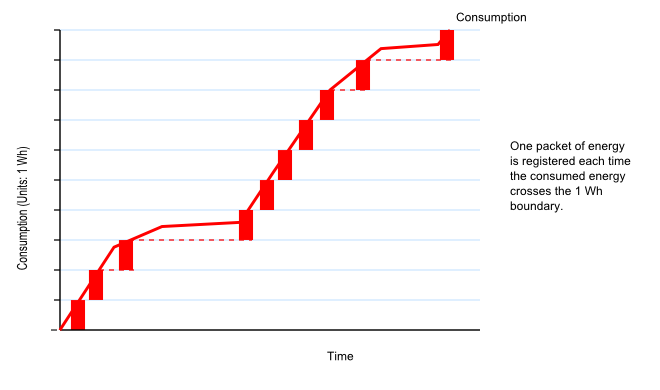 Consumption
Consumption (Units: 1 Wh)
One packet of energy
is registered each time
the consumed energy
crosses the 1 Wh
boundary.
Time